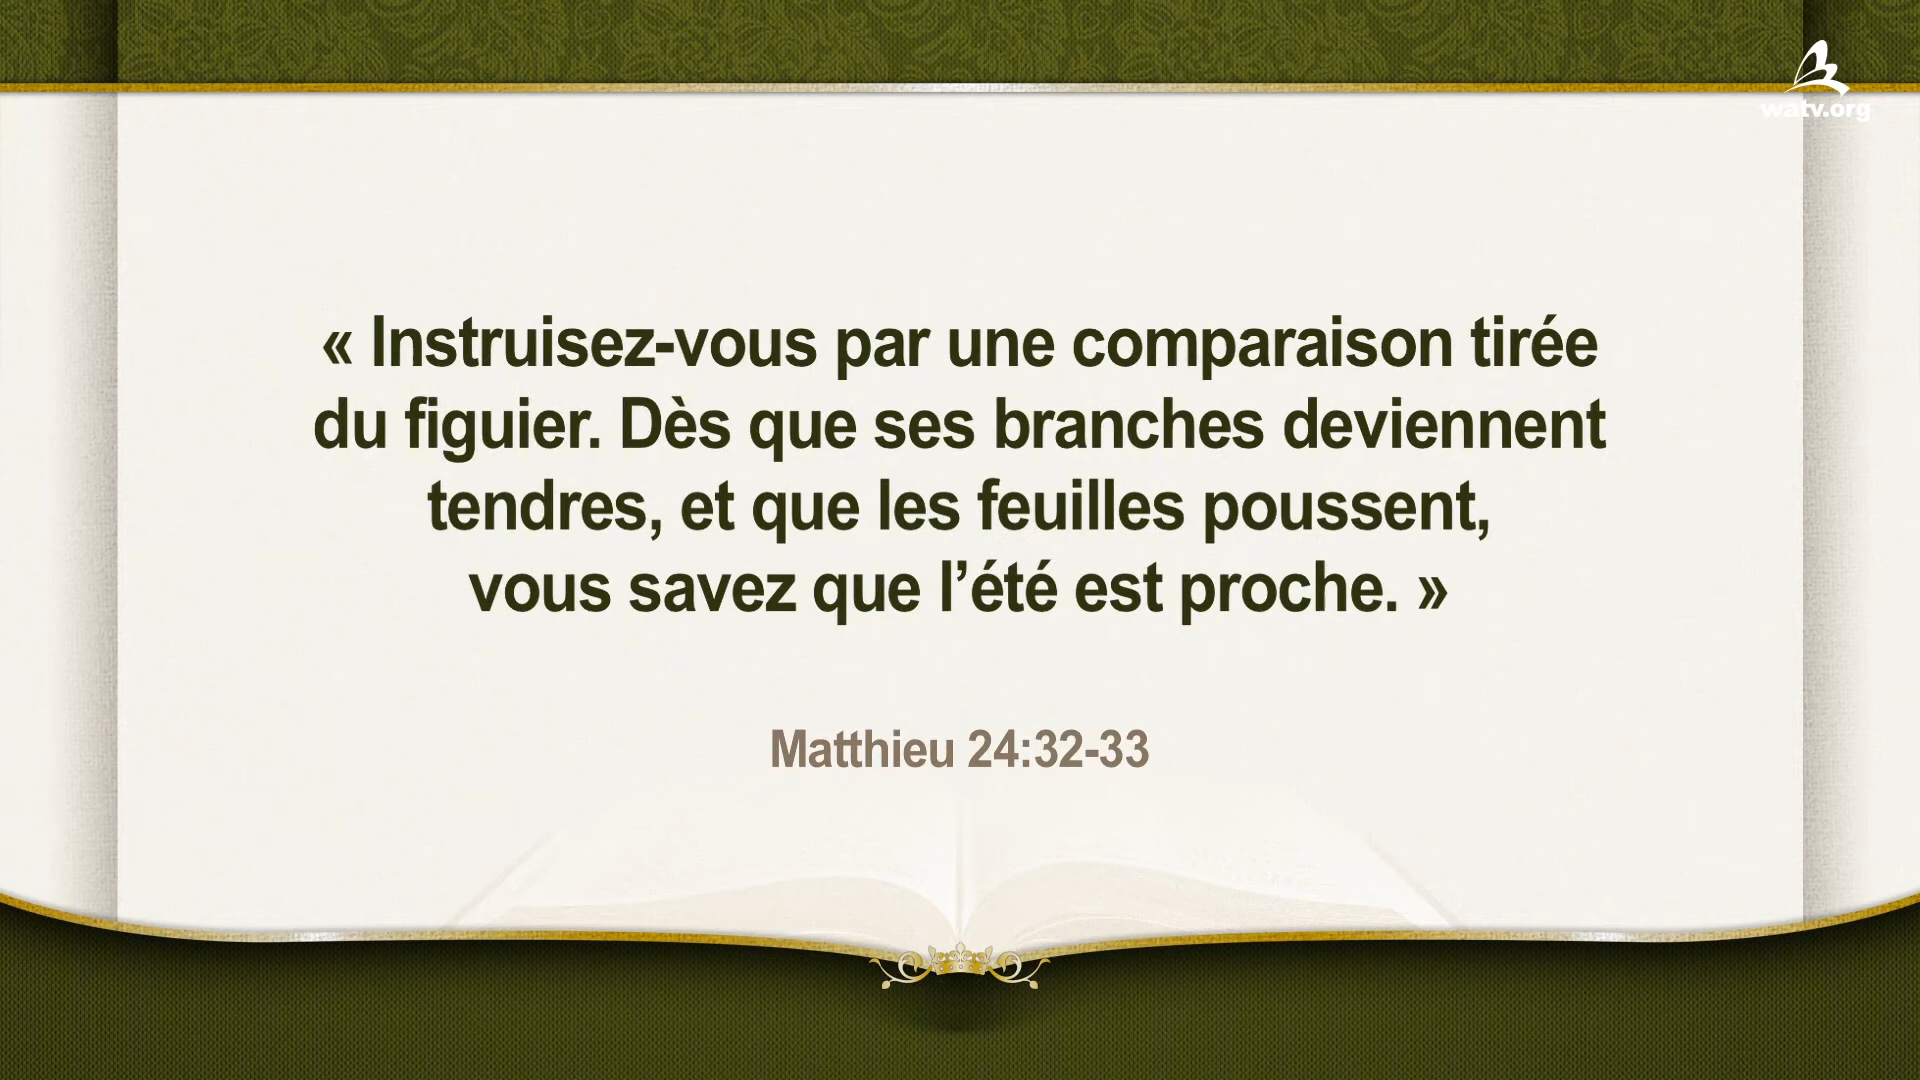 watv.org
« Instruisez-vous par une comparaison tirée
du figuier. Dès que ses branches deviennent
tendres, et que les feuilles poussent,
vous savez que l’été est proche. »
Matthieu 24:32-33